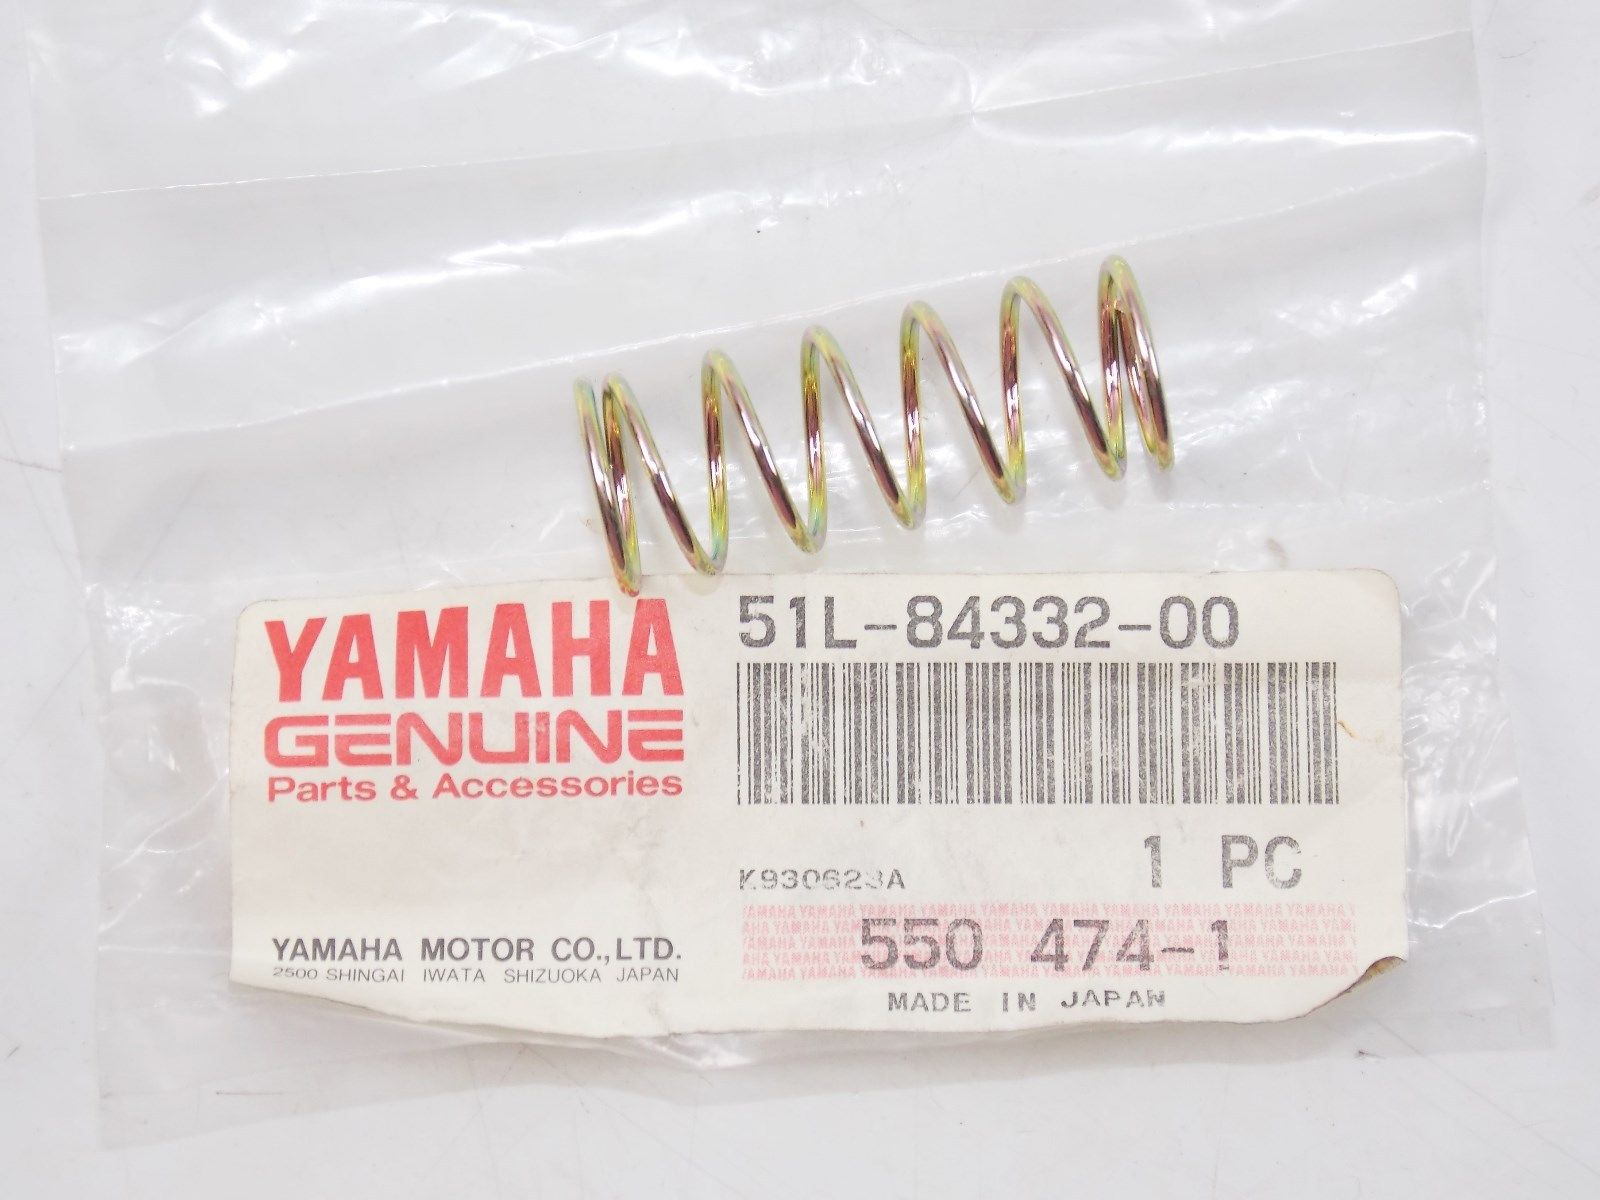 YAMAHA
GENUINE
Parts & Accessories
51L-84332-00
1 PC
K930623A
550 474-1
MADE IN JAPAN
YAMAHA MOTOR CO.,LTD.
2500 SHINGAI IWATA SHIZUOKA JAPAN